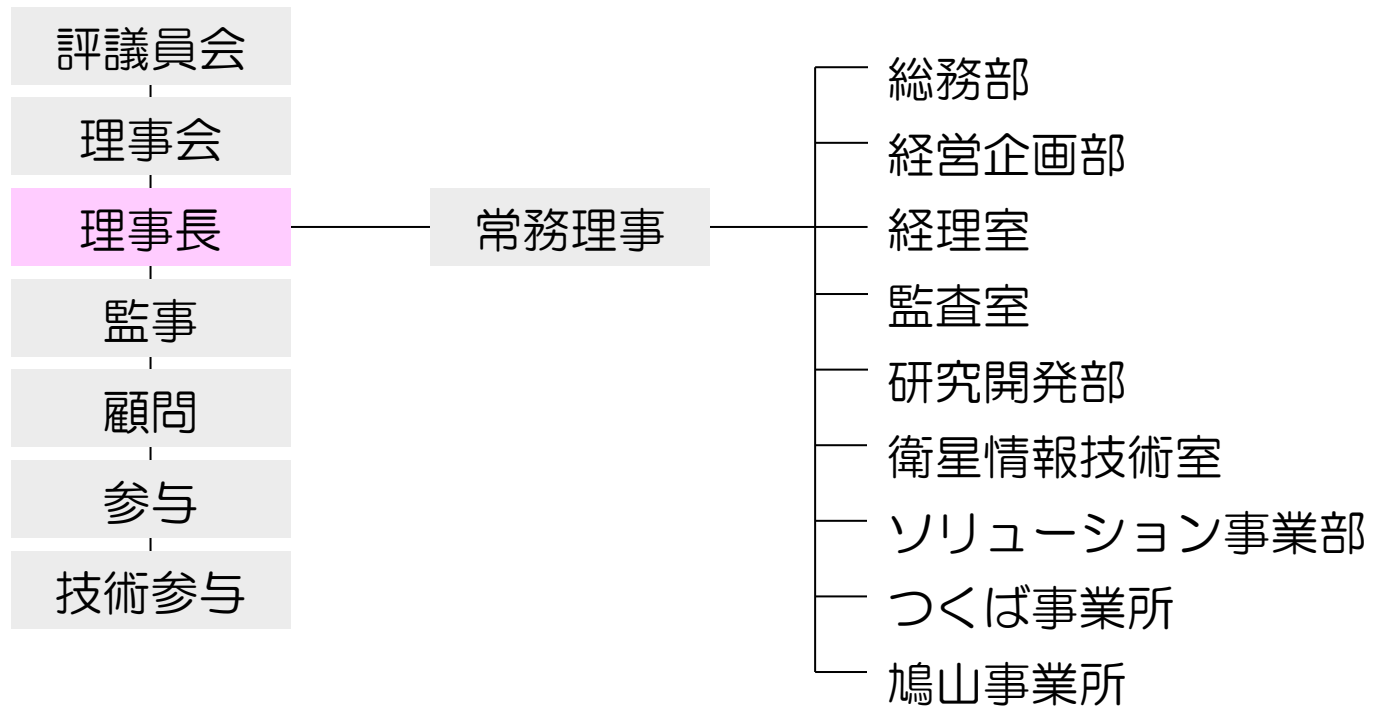 評議員会
理事会
理事長
監事
顧問
参与
技術参与
常務理事
総務部
経営企画部
経理室
監査室
研究開発部
衛星情報技術室
ソリューション事業部
つくば事業所
鳩山事業所